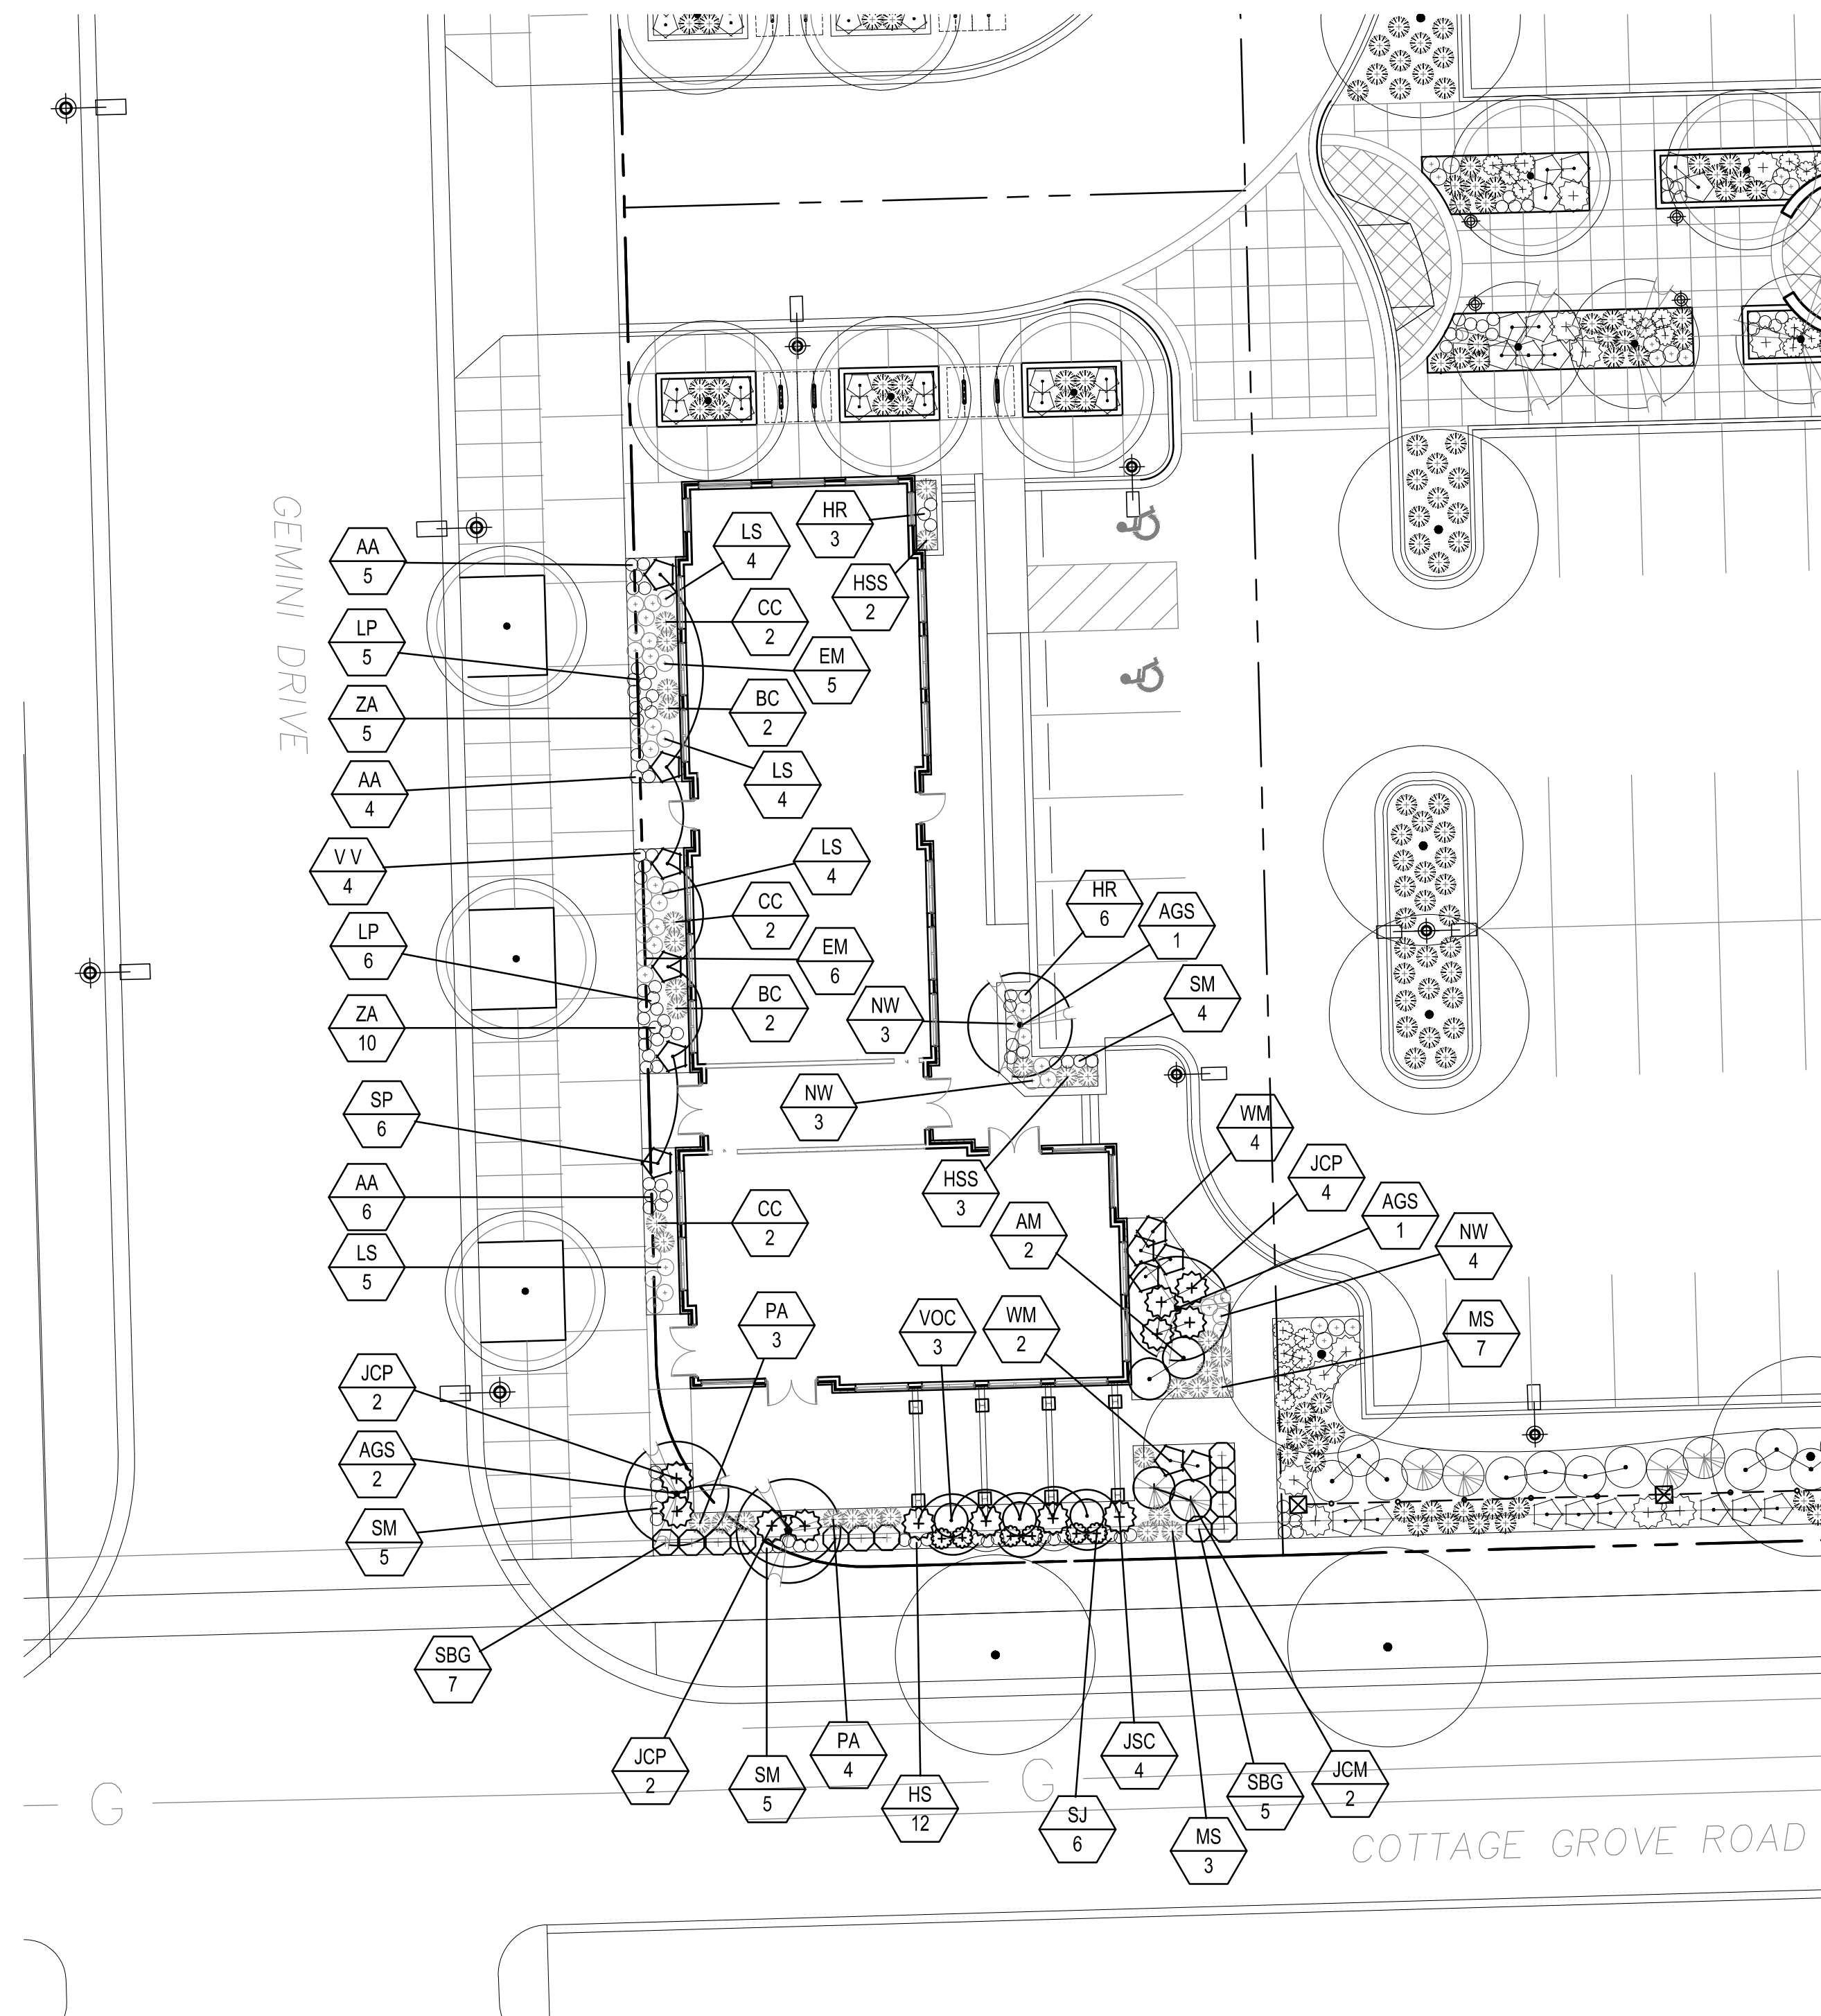 HR
3
LS
4
AA
5
HSS
2
CC
2
LP
5
EM
5
ZA
5
BC
2
LS
4
AA
4
GEMINI DRIVE
LS
4
V V
4
HR
6
CC
2
AGS
1
LP
6
EM
6
SM
4
BC
2
NW
3
ZA
10
SP
6
NW
3
WM
4
JCP
4
AA
6
HSS
3
CC
2
AM
2
AGS
1
NW
4
LS
5
PA
3
VOC
3
WM
2
MS
7
JCP
2
AGS
2
SM
5
SBG
7
JCP
2
SM
5
PA
4
HS
12
JSC
4
SJ
6
MS
3
SBG
5
JCM
2
G
G
COTTAGE GROVE ROAD